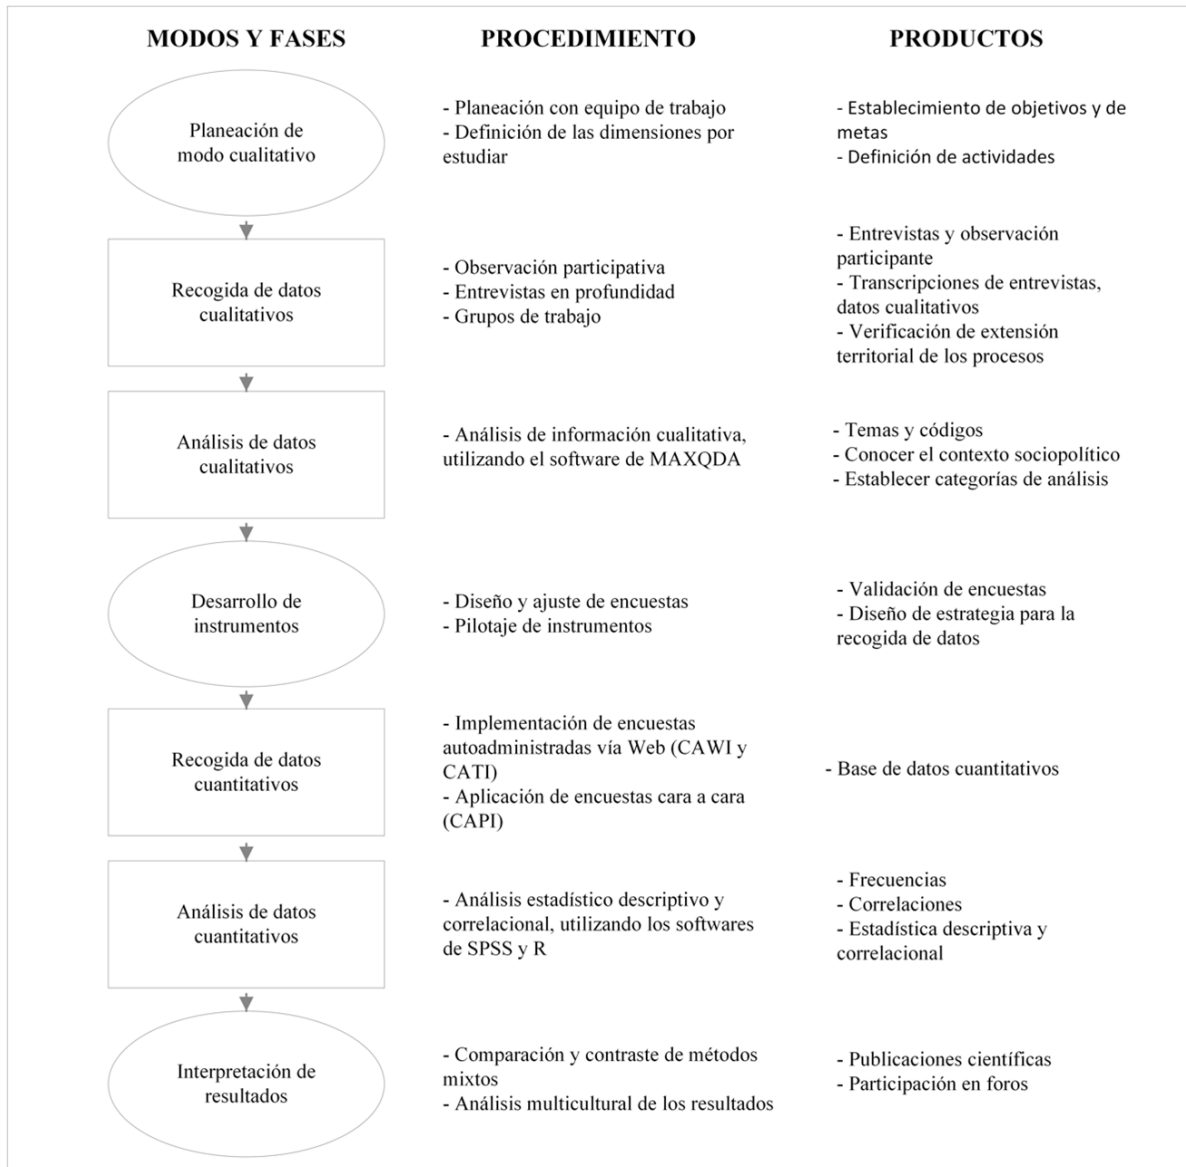 MODOS Y FASES
PROCEDIMIENTO
PRODUCTOS
Planeación de
modo cualitativo
- Planeación con equipo de trabajo
- Definición de las dimensiones por
estudiar
- Establecimiento de objetivos y de
metas
- Definición de actividades
Recogida de datos
cualitativos
- Observación participativa
- Entrevistas en profundidad
- Grupos de trabajo
- Entrevistas y observación
participante
- Transcripciones de entrevistas,
datos cualitativos
- Verificación de extensión
territorial de los procesos
Análisis de datos
cualitativos
- Análisis de información cualitativa,
utilizando el software de MAXQDA
- Temas y códigos
- Conocer el contexto sociopolítico
- Establecer categorías de análisis
Desarrollo de
instrumentos
- Diseño y ajuste de encuestas
- Pilotaje de instrumentos
- Validación de encuestas
- Diseño de estrategia para la
recogida de datos
Recogida de datos
cuantitativos
- Implementación de encuestas
autoadministradas vía Web (CAWI y
CATI)
- Aplicación de encuestas cara a cara
(CAPI)
- Base de datos cuantitativos
Análisis de datos
cuantitativos
- Análisis estadístico descriptivo y
correlacional, utilizando los softwares
de SPSS y R
- Frecuencias
- Correlaciones
- Estadística descriptiva y
correlacional
Interpretación de
resultados
- Comparación y contraste de métodos
mixtos
- Análisis multicultural de los resultados
- Publicaciones científicas
- Participación en foros